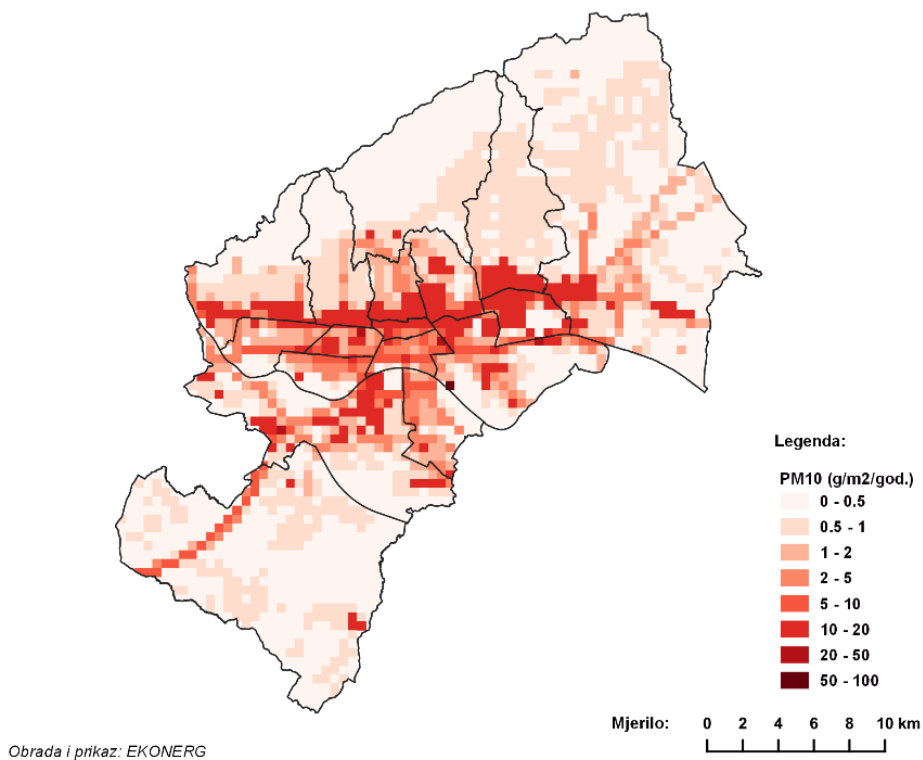 Legenda:
PM10 (g/m2/god.)
0 - 0.5
0.5 - 1
1 - 2
2 - 5
5 - 10
10 - 20
20 - 50
50 - 100
Mjerilo: 0 2 4 6 8 10 km
Obrada i prikaz: EKONERG